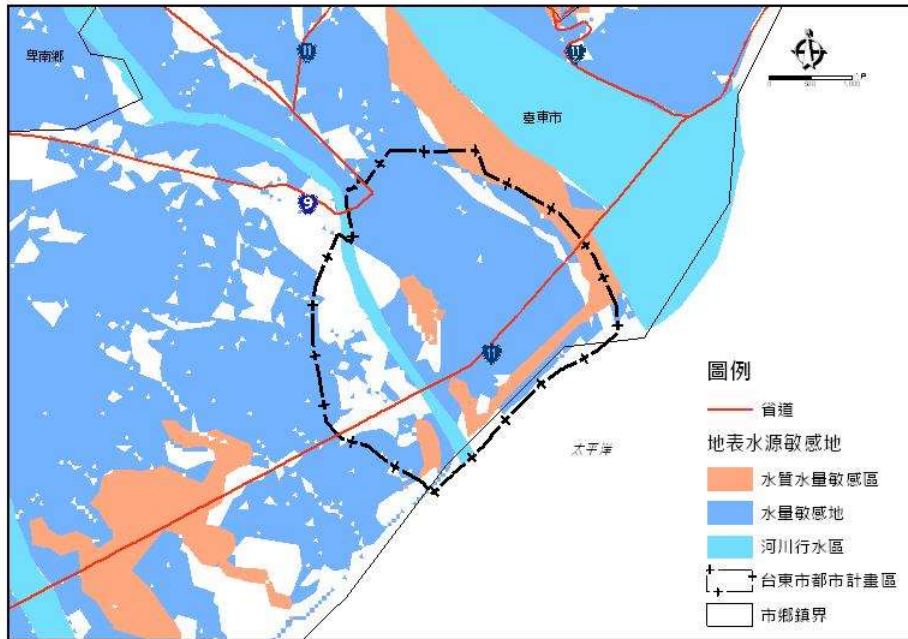 卑南鄉
11
11
臺東市
9
11
太平洋
圖例
省道
地表水源敏感地
水質水量敏感區
水量敏感地
河川行水區
台東市都市計畫區
市鄉鎮界